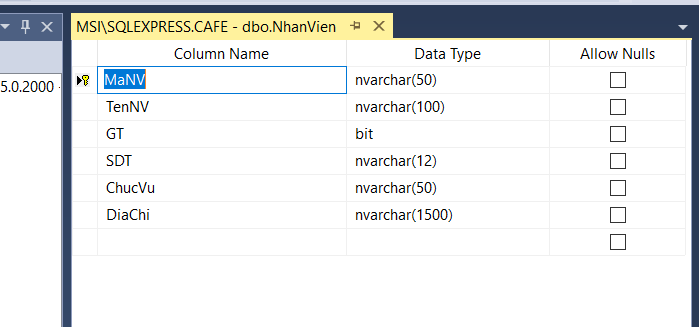 MSI\SQLEXPRESS.CAFE - dbo.NhanVien
Column Name Data Type Allow Nulls
5.0.2000 -
MaNV nvarchar(50)
TenNV nvarchar(100)
GT bit
SDT nvarchar(12)
ChucVu nvarchar(50)
DiaChi nvarchar(1500)